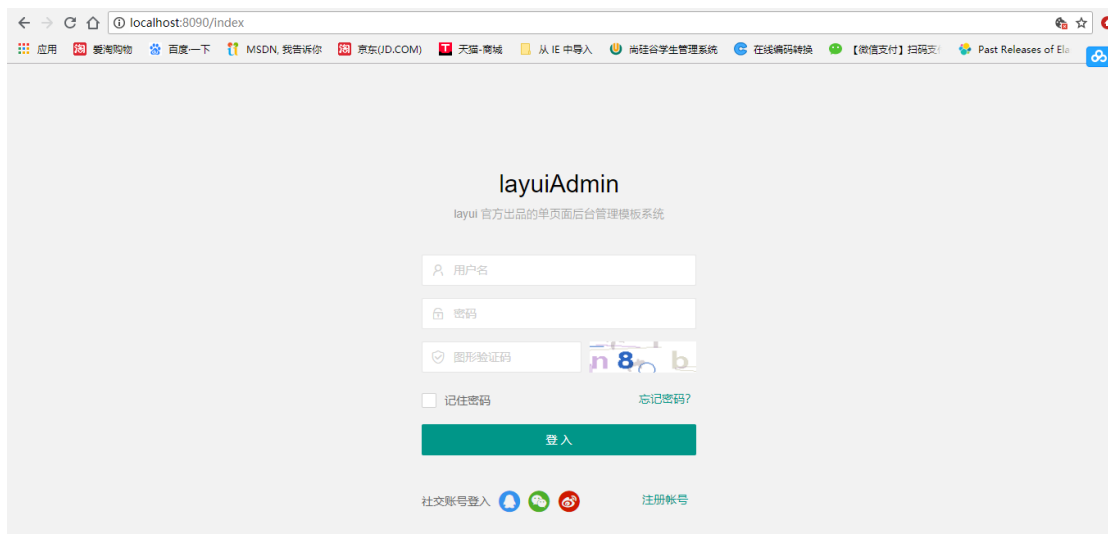 localhost:8090/index
应用 淘 爱淘购物 百度一下 MSDN, 我告诉你 淘 京东(JD.COM) T 天猫-商城 从 IE 中导入 尚硅谷学生管理系统 在线编码转换 【微信支付】扫码支 Past Releases of Ela
layuiAdmin
layui 官方出品的单页面后台管理模板系统
用户名
密码
图形验证码 n 8 b
记住密码 忘记密码?
登 入
社交账号登入 注册帐号